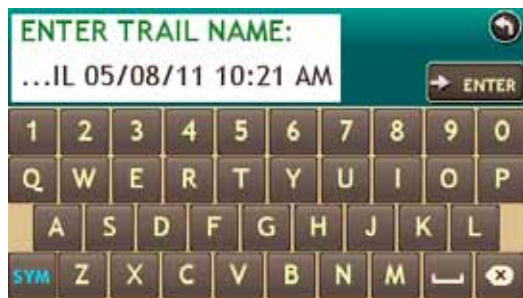 ENTER TRAIL NAME:
...IL 05/08/11 10:21 AM
ENTER
1 2 3 4 5 6 7 8 9 0
Q W E R T Y U I O P
A S D F G H J K L
SYM Z X C V B N M